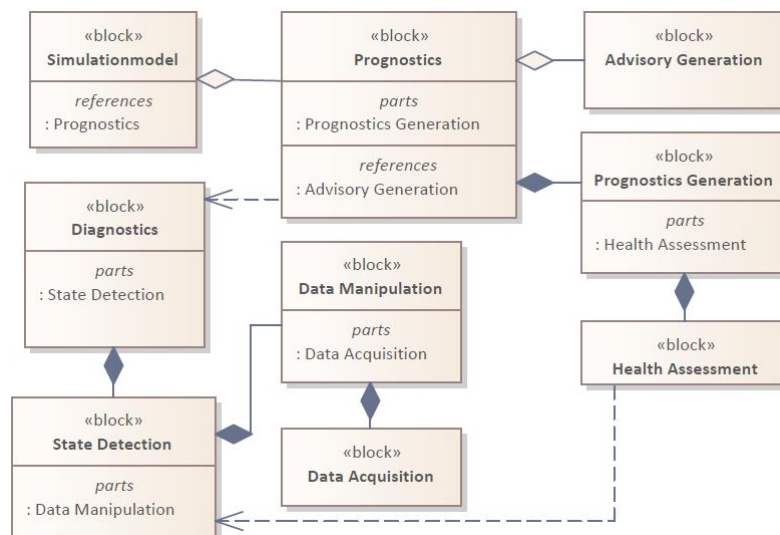 «block»
Simulationmodel
references
: Prognostics
«block»
Prognostics
parts
: Prognostics Generation
references
: Advisory Generation
«block»
Advisory Generation
«block»
Prognostics Generation
parts
: Health Assessment
«block»
Diagnostics
parts
: State Detection
«block»
Data Manipulation
parts
: Data Acquisition
«block»
Health Assessment
«block»
State Detection
parts
: Data Manipulation
«block»
Data Acquisition